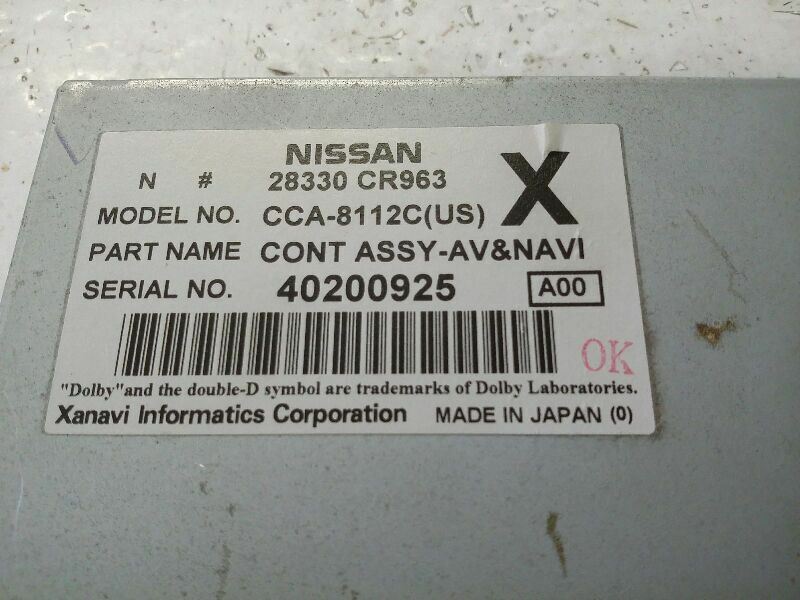 NISSAN
X
N # 28330 CR963
MODEL NO. CCA-8112C(US)
PART NAME CONT ASSY-AV&NAVI
SERIAL NO. 40200925 A00
OK
"Dolby"and the double-D symbol are trademarks of Dolby Laboratories.
Xanavi Informatics Corporation MADE IN JAPAN (0)